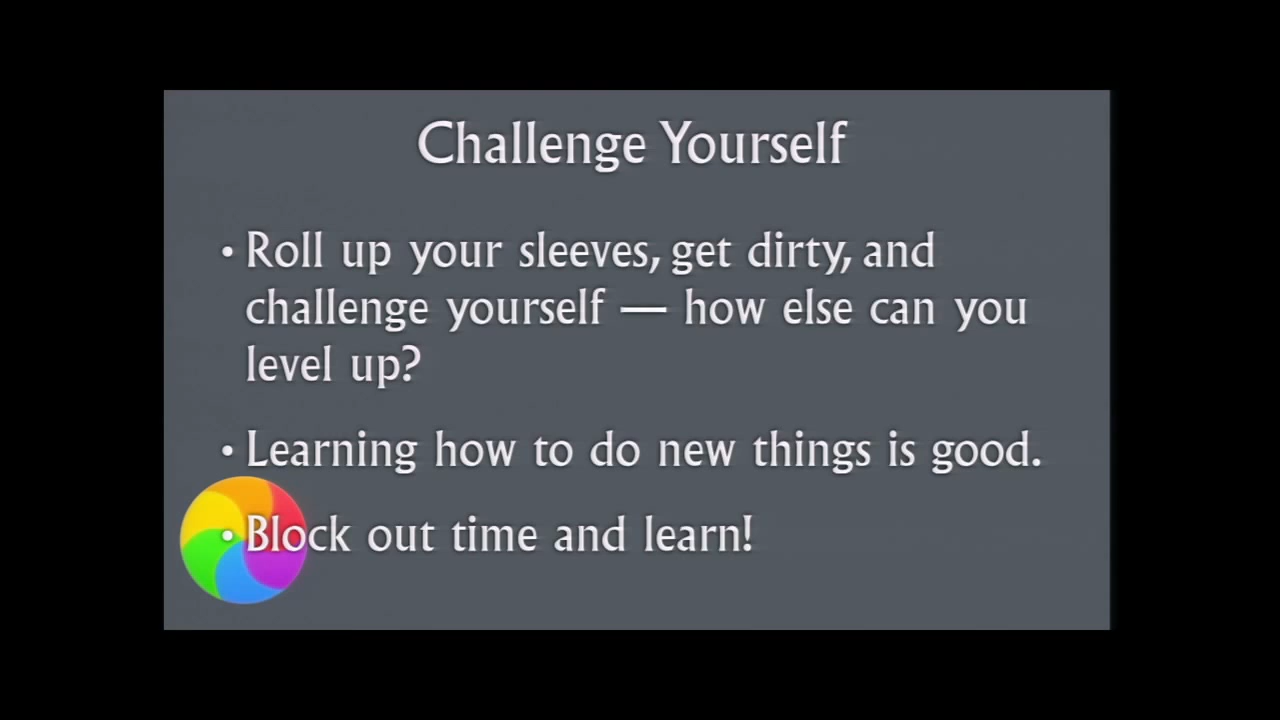 Challenge Yourself
• Roll up your sleeves, get dirty, and
challenge yourself — how else can you
level up?
• Learning how to do new things is good.
• Block out time and learn!